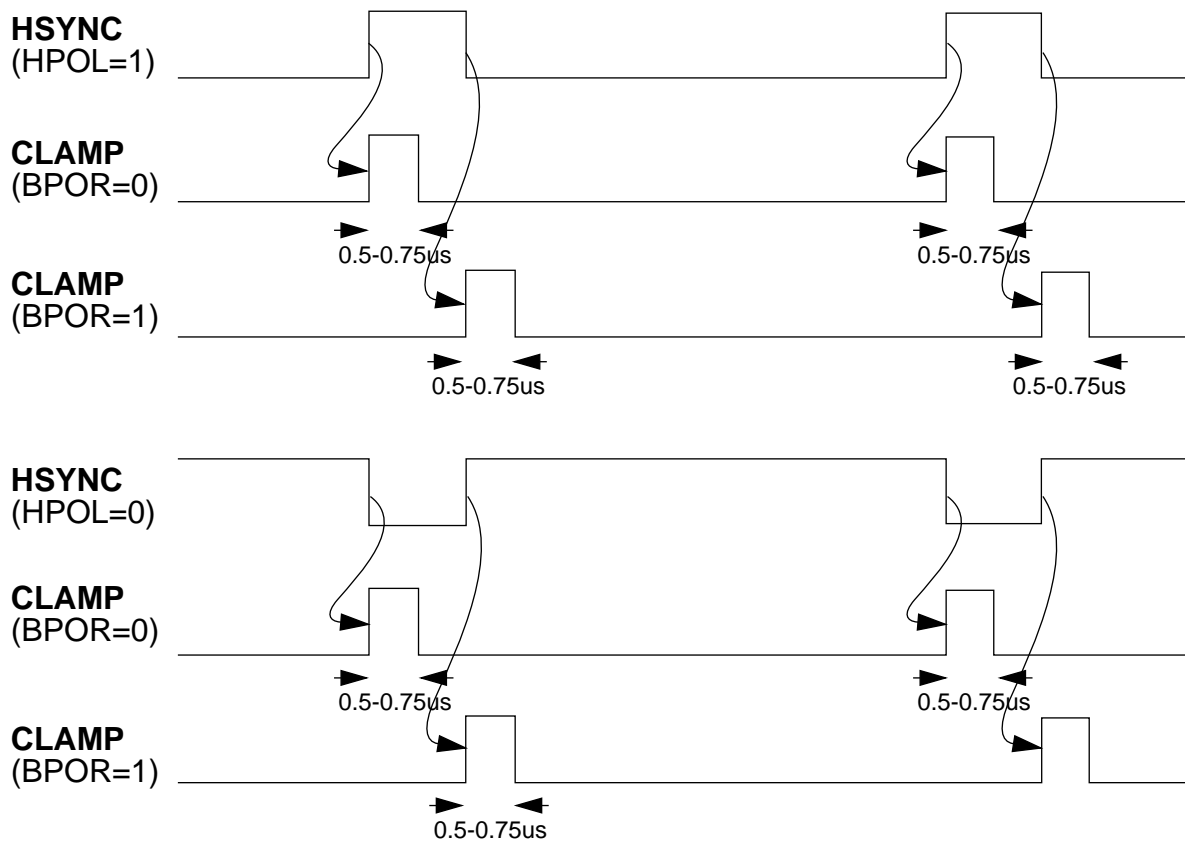 HSYNC
(HPOL=1)
CLAMP
(BPOR=0)
0.5-0.75us
0.5-0.75us
CLAMP
(BPOR=1)
0.5-0.75us
0.5-0.75us
HSYNC
(HPOL=0)
CLAMP
(BPOR=0)
0.5-0.75us
0.5-0.75us
CLAMP
(BPOR=1)
0.5-0.75us